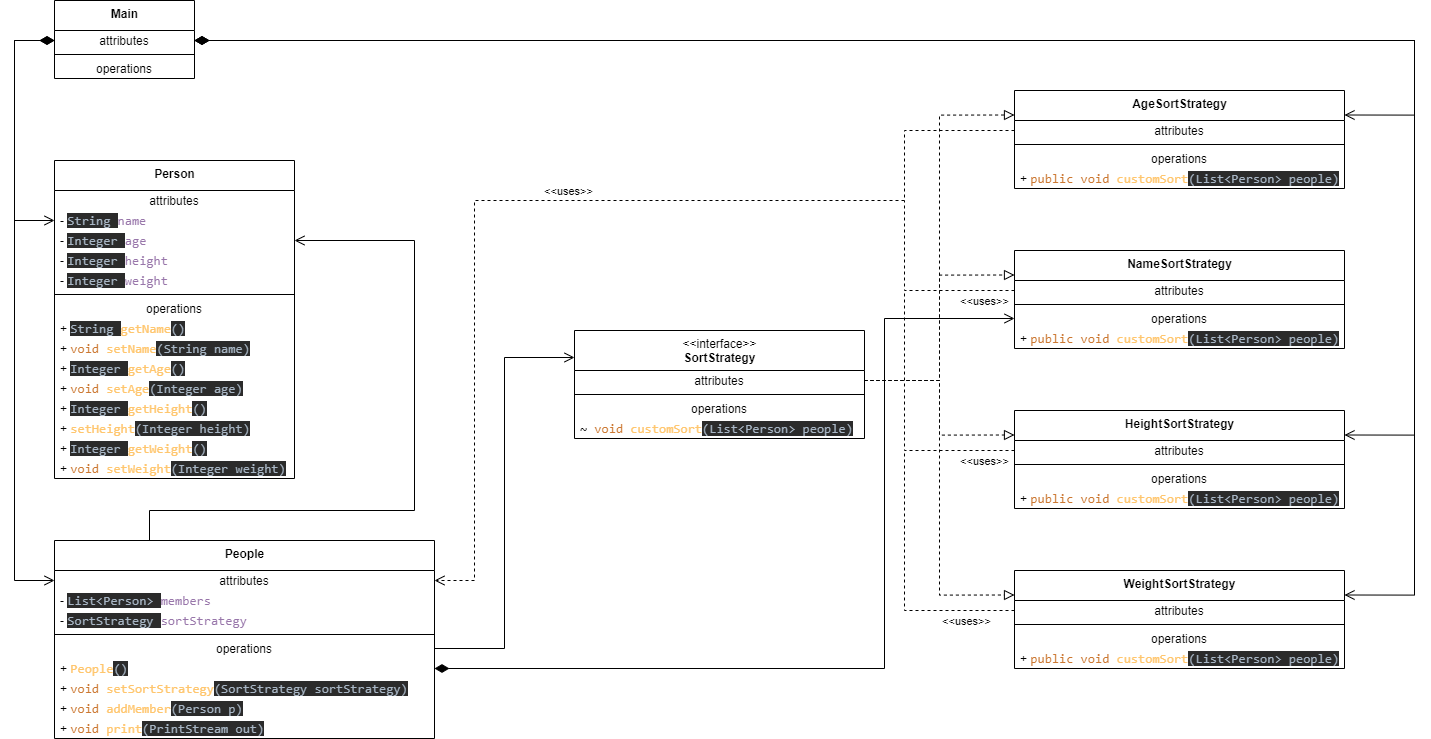 Main
attributes
operations
Person
attributes
- String name
- Integer age
- Integer height
- Integer weight
operations
+ String getName()
+ void setName(String name)
+ Integer getAge()
+ void setAge(Integer age)
+ Integer getHeight()
+ setHeight(Integer height)
+ Integer getWeight()
+ void setWeight(Integer weight)
People
attributes
- List<Person> members
- SortStrategy sortStrategy
operations
+ People()
+ void setSortStrategy(SortStrategy sortStrategy)
+ void addMember(Person p)
+ void print(PrintStream out)
<<uses>>
<<interface>>
SortStrategy
attributes
operations
~ void customSort(List<Person> people)
AgeSortStrategy
attributes
operations
+ public void customSort(List<Person> people)
NameSortStrategy
attributes
<<uses>>
operations
+ public void customSort(List<Person> people)
HeightSortStrategy
attributes
<<uses>>
operations
+ public void customSort(List<Person> people)
WeightSortStrategy
attributes
<<uses>>
operations
+ public void customSort(List<Person> people)